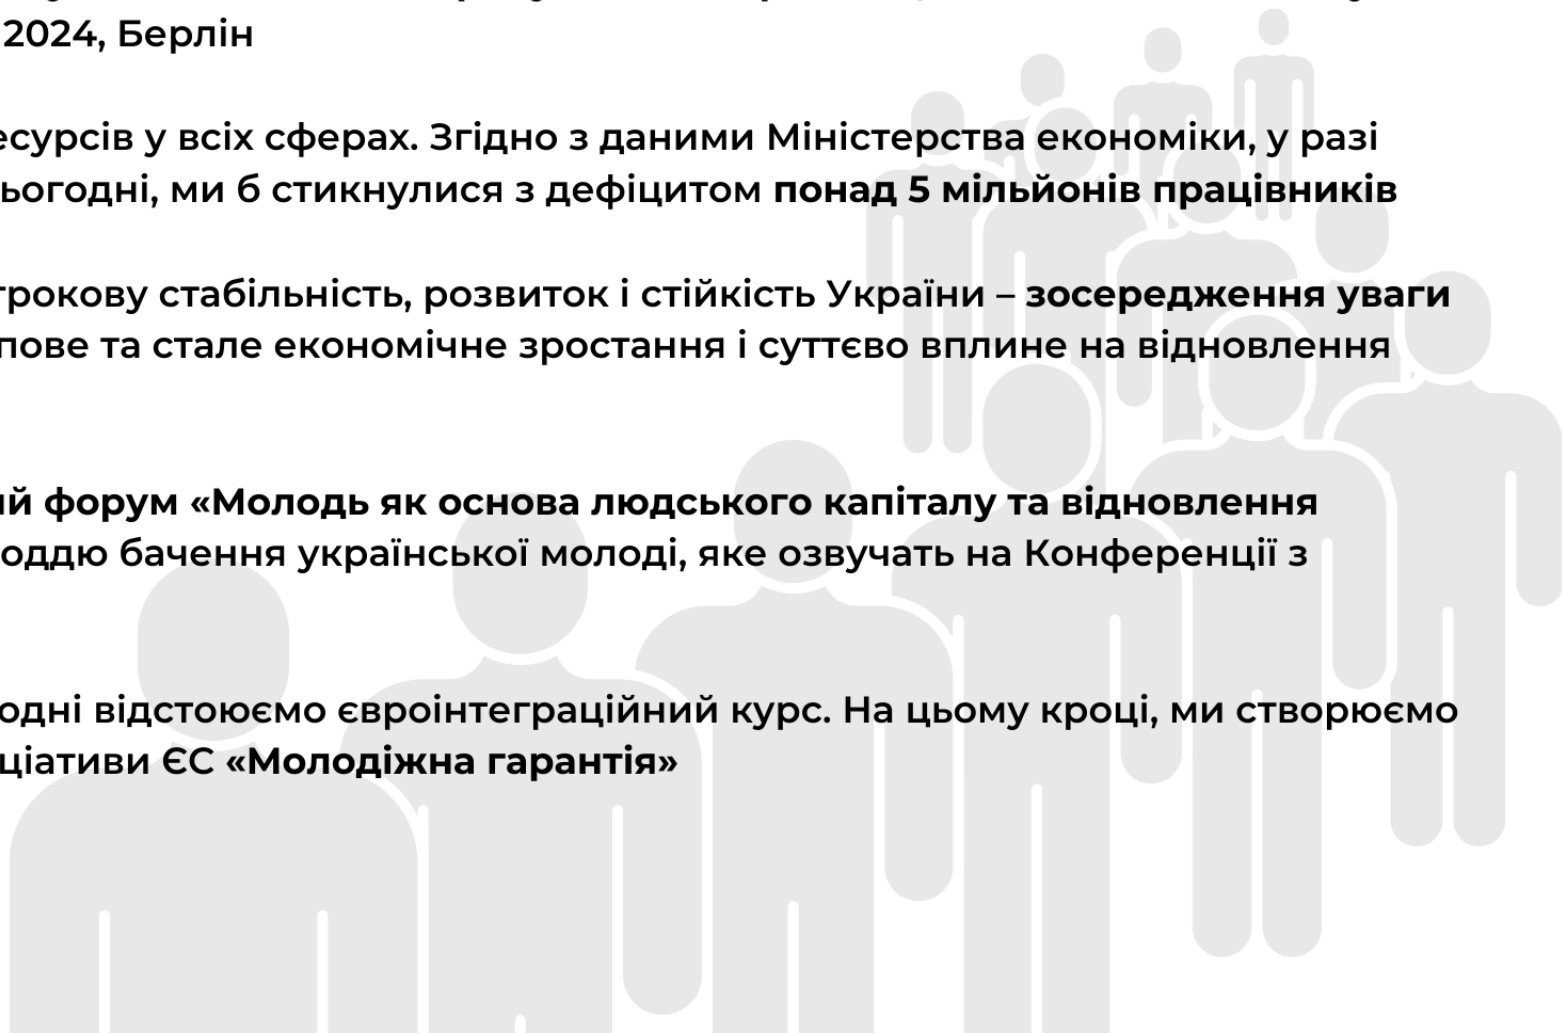 2024, Берлін
есурсів у всіх сферах. Згідно з даними Міністерства економіки, у разі
ьогодні, ми б стикнулися з дефіцитом понад 5 мільйонів працівників
трокову стабільність, розвиток і стійкість України – зосередження уваги
пове та стале економічне зростання і суттєво вплине на відновлення
ий форум «Молодь як основа людського капіталу та відновлення
оддю бачення української молоді, яке озвучать на Конференції з
одні відстоюємо євроінтеграційний курс. На цьому кроці, ми створюємо
ціативи ЄС «Молодіжна гарантія»